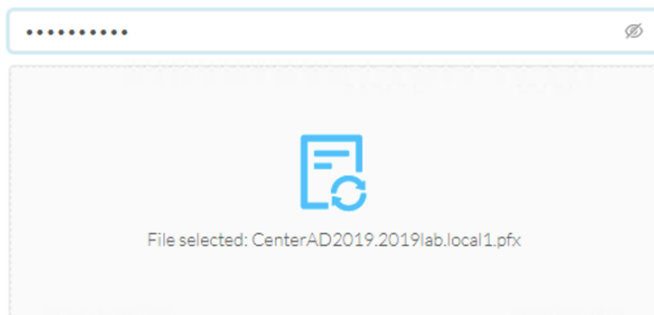 ••••••••••
File selected: CenterAD2019.2019lab.local1.pfx